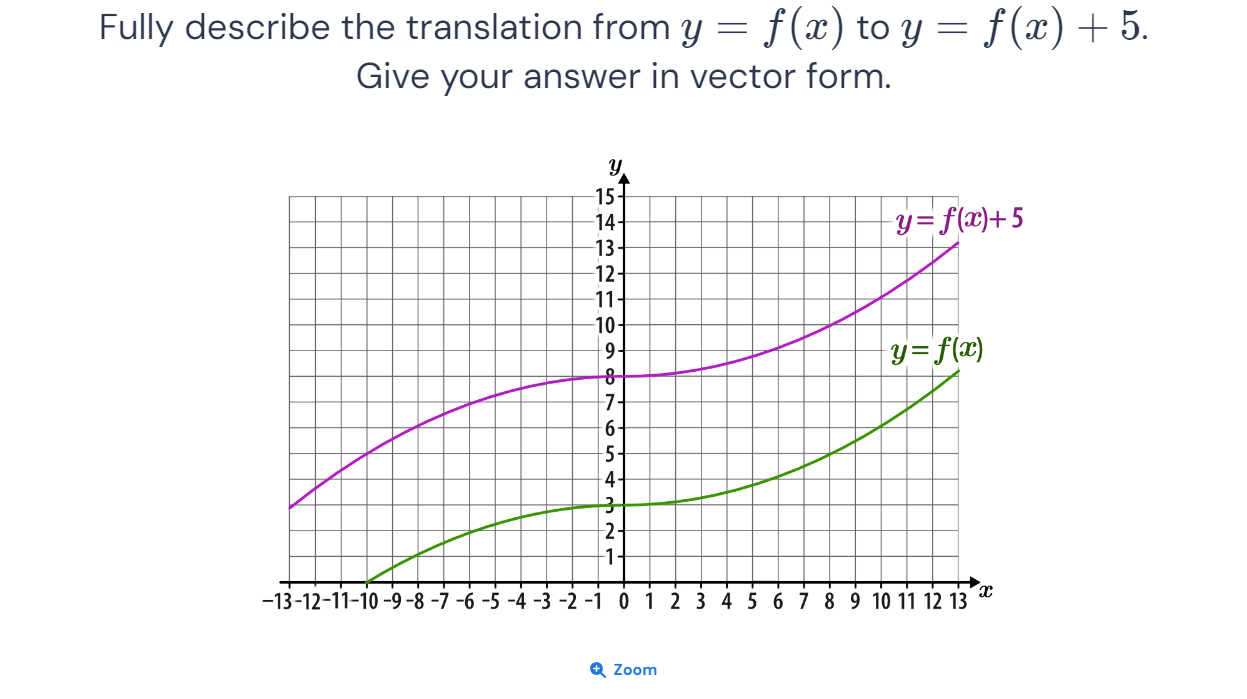 Fully describe the translation from y = f(x) to y = f(x) + 5.
Give your answer in vector form.
y
15
14
y = f(x)+ 5
13
12
11
10
9
y = f(x)
8
7
6
5
4
3
2
1
−13 -12 -11 -10 -9 -8 -7 -6 -5 -4 -3 -2 -1 0 1 2 3 4 5 6 7 8 9 10 11 12 13 x
Zoom